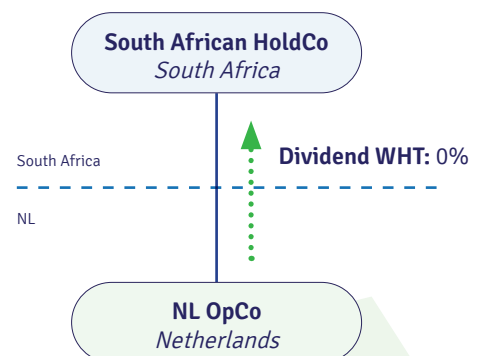 South African HoldCo
South Africa
Dividend WHT: 0%
South Africa
NL
NL OpCo
Netherlands